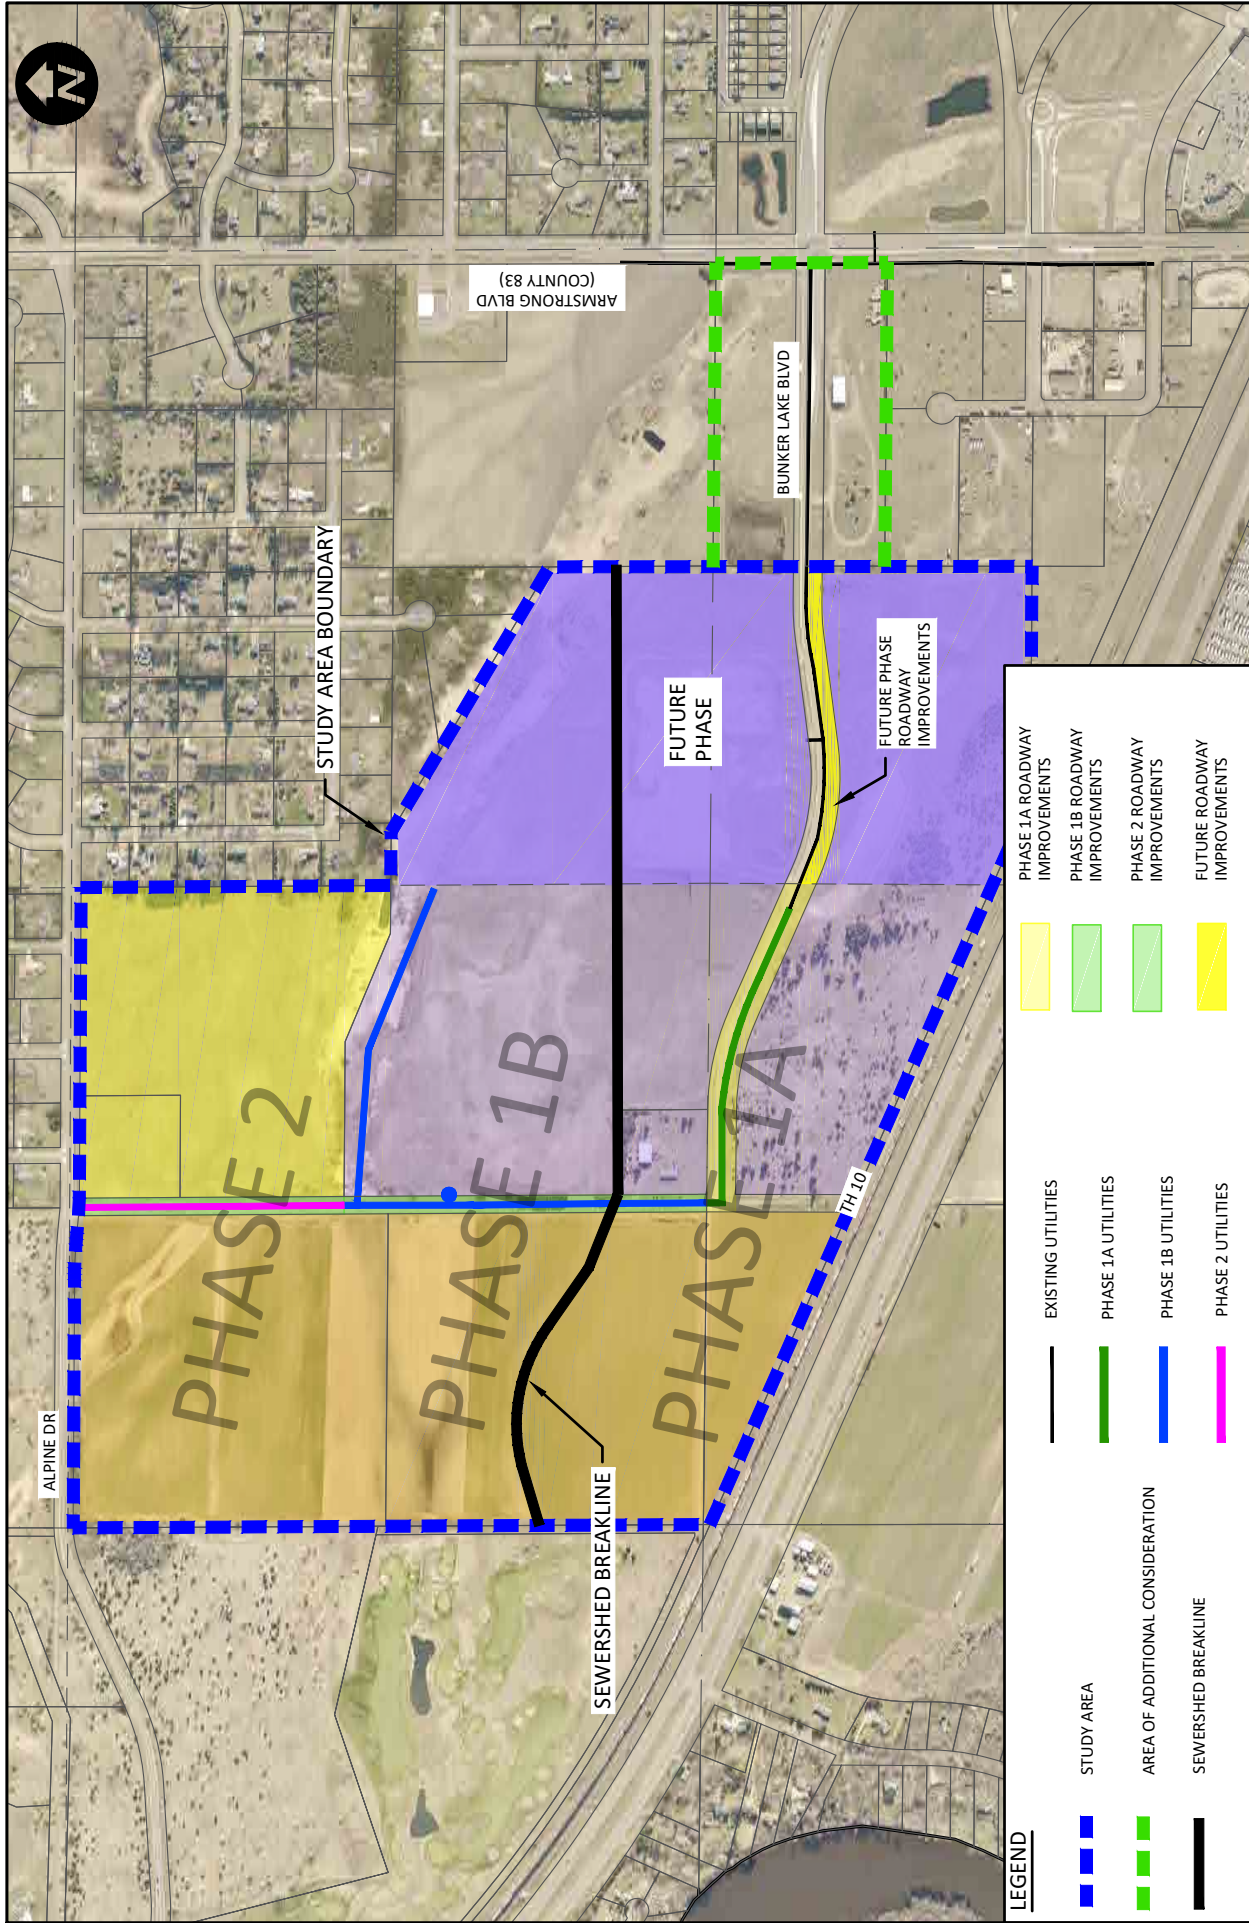 N
ALPINE DR
ARMSTRONG BLVD
(COUNTY 83)
BUNKER LAKE BLVD
STUDY AREA BOUNDARY
FUTURE
PHASE
FUTURE PHASE
ROADWAY
IMPROVEMENTS
PHASE 2
PHASE 1B
PHASE 1A
TH 10
SEWERSHED BREAKLINE
LEGEND
STUDY AREA
AREA OF ADDITIONAL CONSIDERATION
SEWERSHED BREAKLINE
EXISTING UTILITIES
PHASE 1A UTILITIES
PHASE 1B UTILITIES
PHASE 2 UTILITIES
PHASE 1A ROADWAY
IMPROVEMENTS
PHASE 1B ROADWAY
IMPROVEMENTS
PHASE 2 ROADWAY
IMPROVEMENTS
FUTURE ROADWAY
IMPROVEMENTS